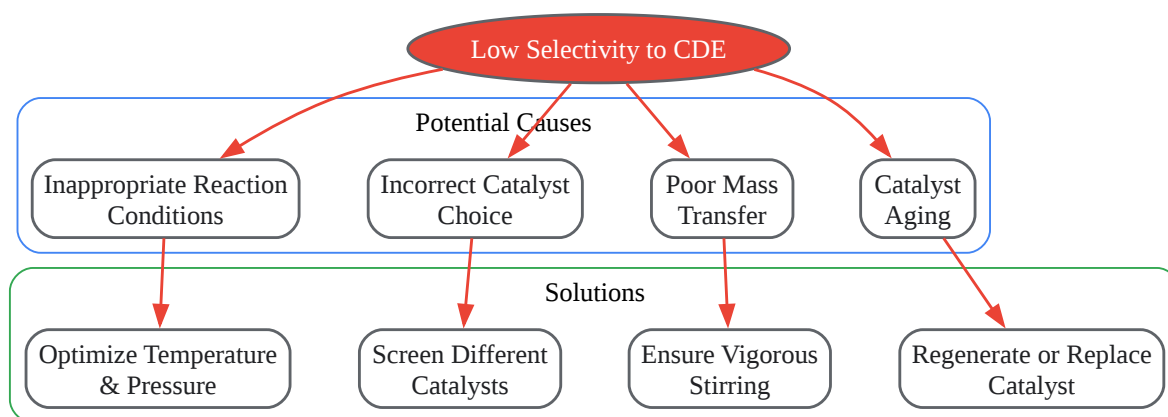 Low Selectivity to CDE
Potential Causes
Inappropriate Reaction
Conditions
Incorrect Catalyst
Choice
Poor Mass
Transfer
Catalyst
Aging
Solutions
Optimize Temperature
& Pressure
Screen Different
Catalysts
Ensure Vigorous
Stirring
Regenerate or Replace
Catalyst